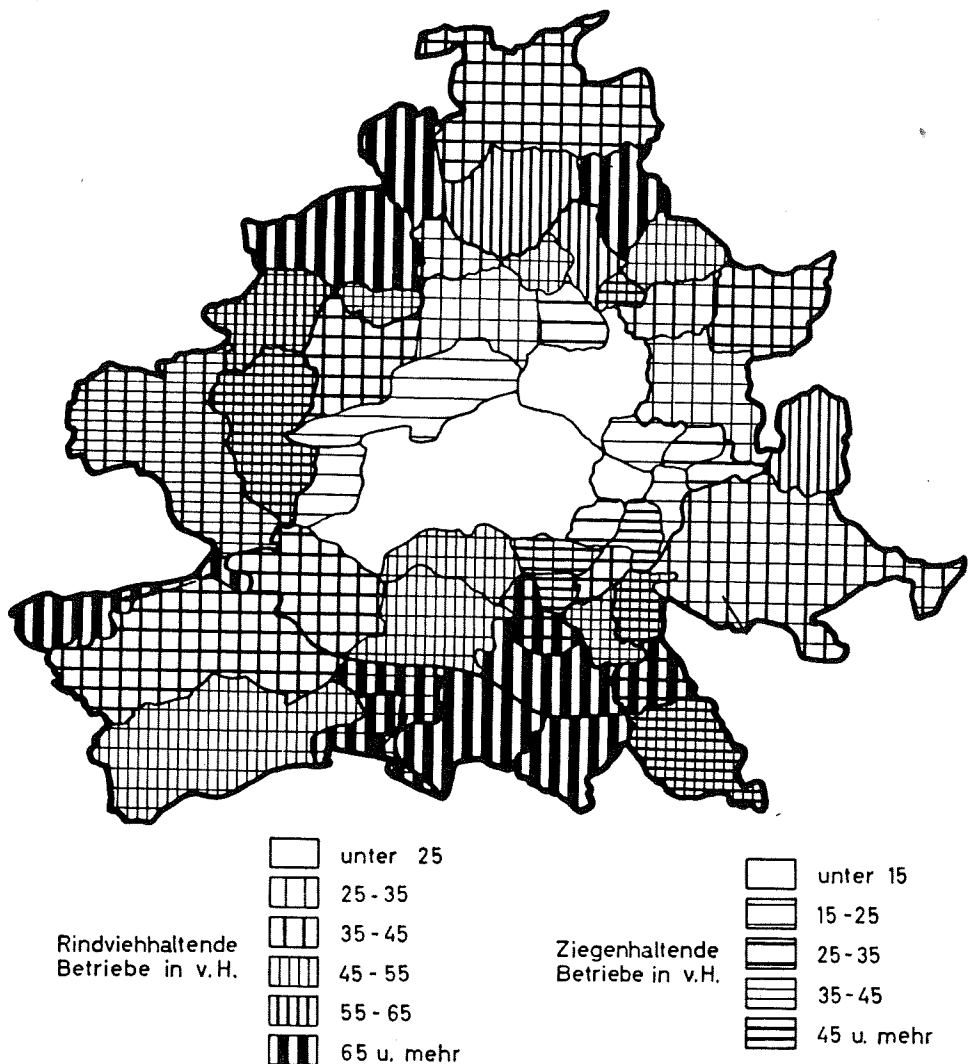 Rindviehhaltende
Betriebe in v.H.
unter 25
25-35
35-45
45-55
55-65
65 u. mehr
Ziegenhaltende
Betriebe in v.H.
unter 15
15-25
25-35
35-45
45 u. mehr